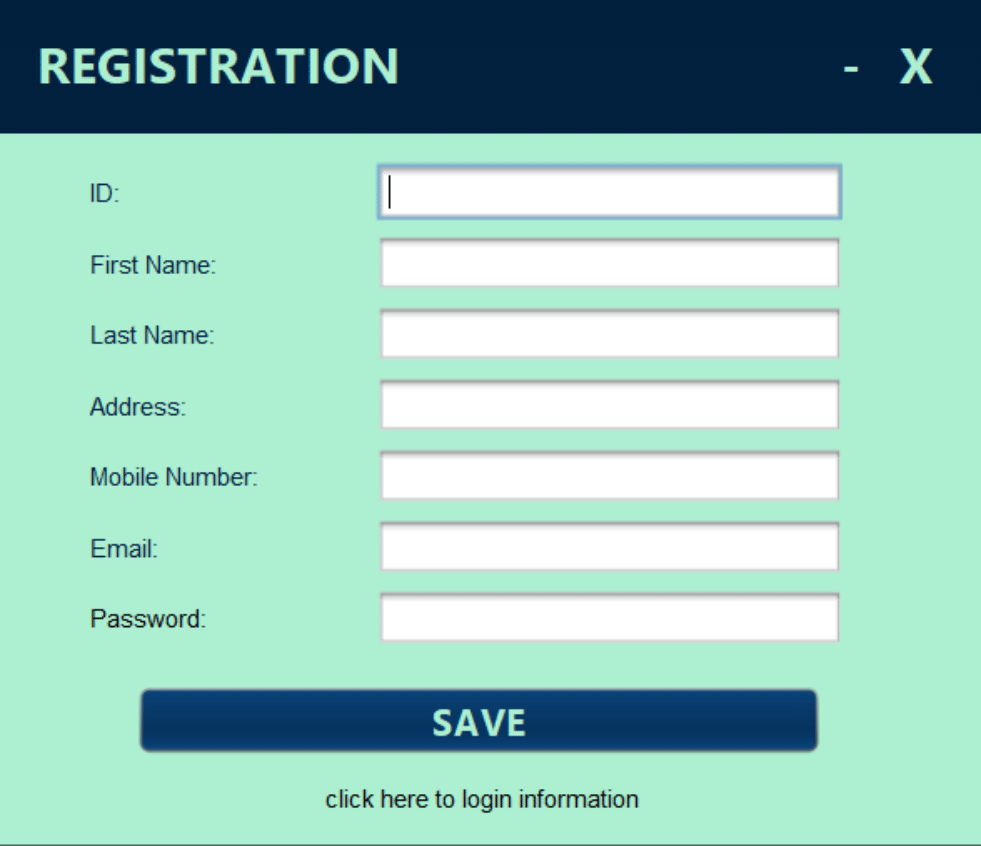 REGISTRATION - X
ID:
First Name:
Last Name:
Address:
Mobile Number:
Email:
Password:
SAVE
click here to login information